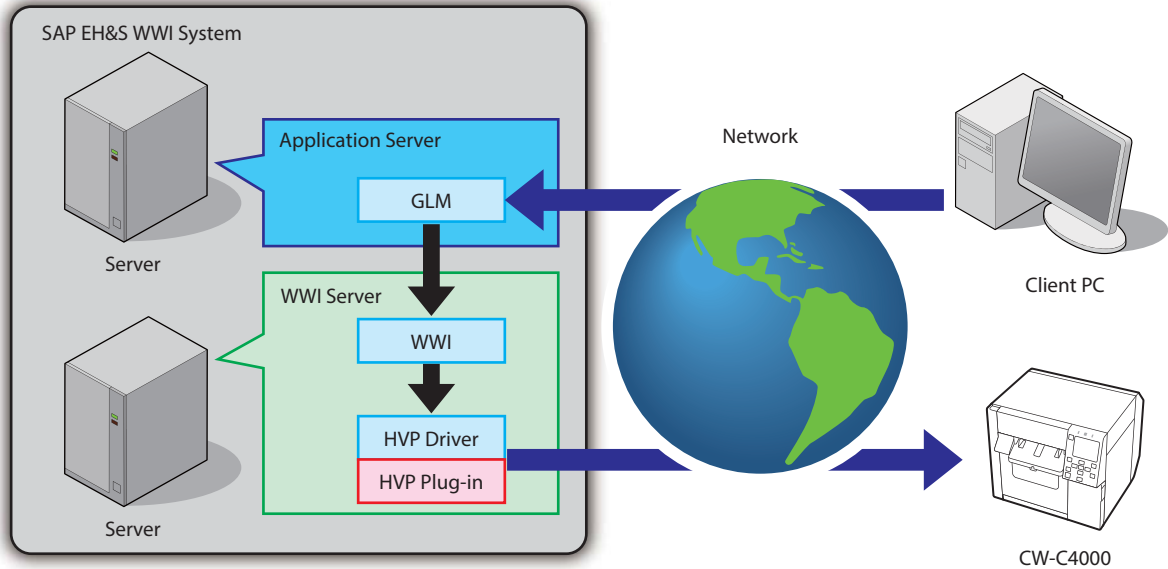 SAP EH&S WWI System
Application Server
GLM
Server
WWI Server
WWI
HVP Driver
HVP Plug-in
Server
Network
Client PC
CW-C4000